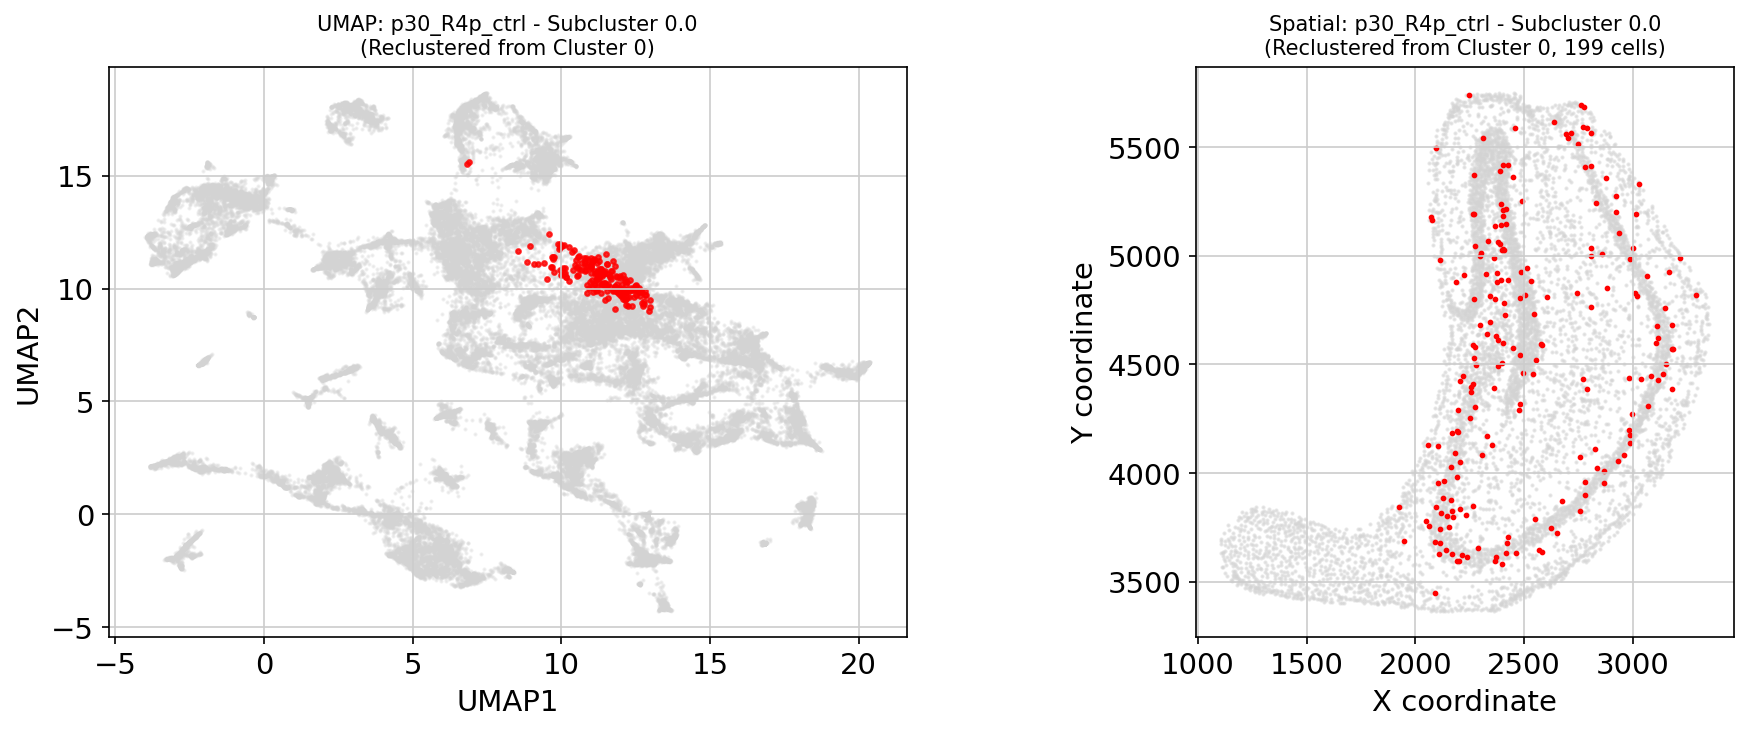 UMAP: p30_R4p_ctrl - Subcluster 0.0
(Reclustered from Cluster 0)
15
10
5
0
−5
UMAP2
−5 0 5 10 15 20
UMAP1
Spatial: p30_R4p_ctrl - Subcluster 0.0
(Reclustered from Cluster 0, 199 cells)
5500
5000
4500
4000
3500
Y coordinate
1000 1500 2000 2500 3000
X coordinate